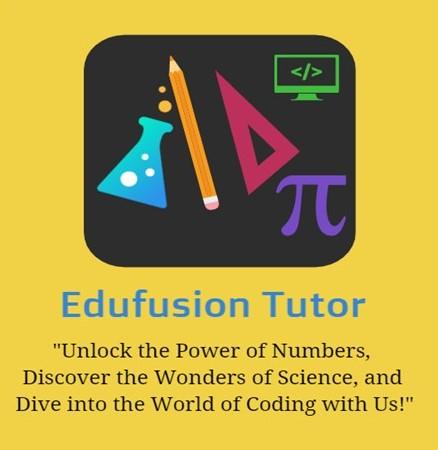 </>
π
Edufusion Tutor
"Unlock the Power of Numbers,
Discover the Wonders of Science, and
Dive into the World of Coding with Us!"